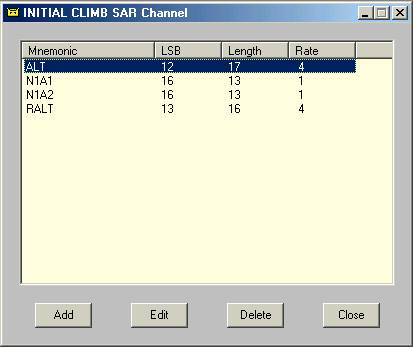 INITIAL CLIMB SAR Channel
Mnemonic LSB Length Rate
ALT 12 17 4
N1A1 16 13 1
N1A2 16 13 1
RALT 13 16 4
Add Edit Delete Close